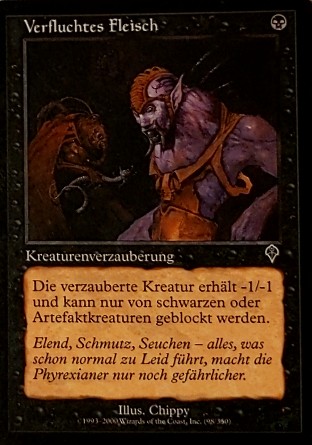 Verfluchtes Fleisch
Kreaturenverzauberung
Die verzauberte Kreatur erhält -1/-1
und kann nur von schwarzen oder
Artefaktkreaturen geblockt werden.
Elend, Schmutz, Seuchen – alles, was
schon normal zu Leid führt, macht die
Phyrexianer nur noch gefährlicher.
Illus. Chippy
© 1993-2000 Wizards of the Coast, Inc. (98/350)